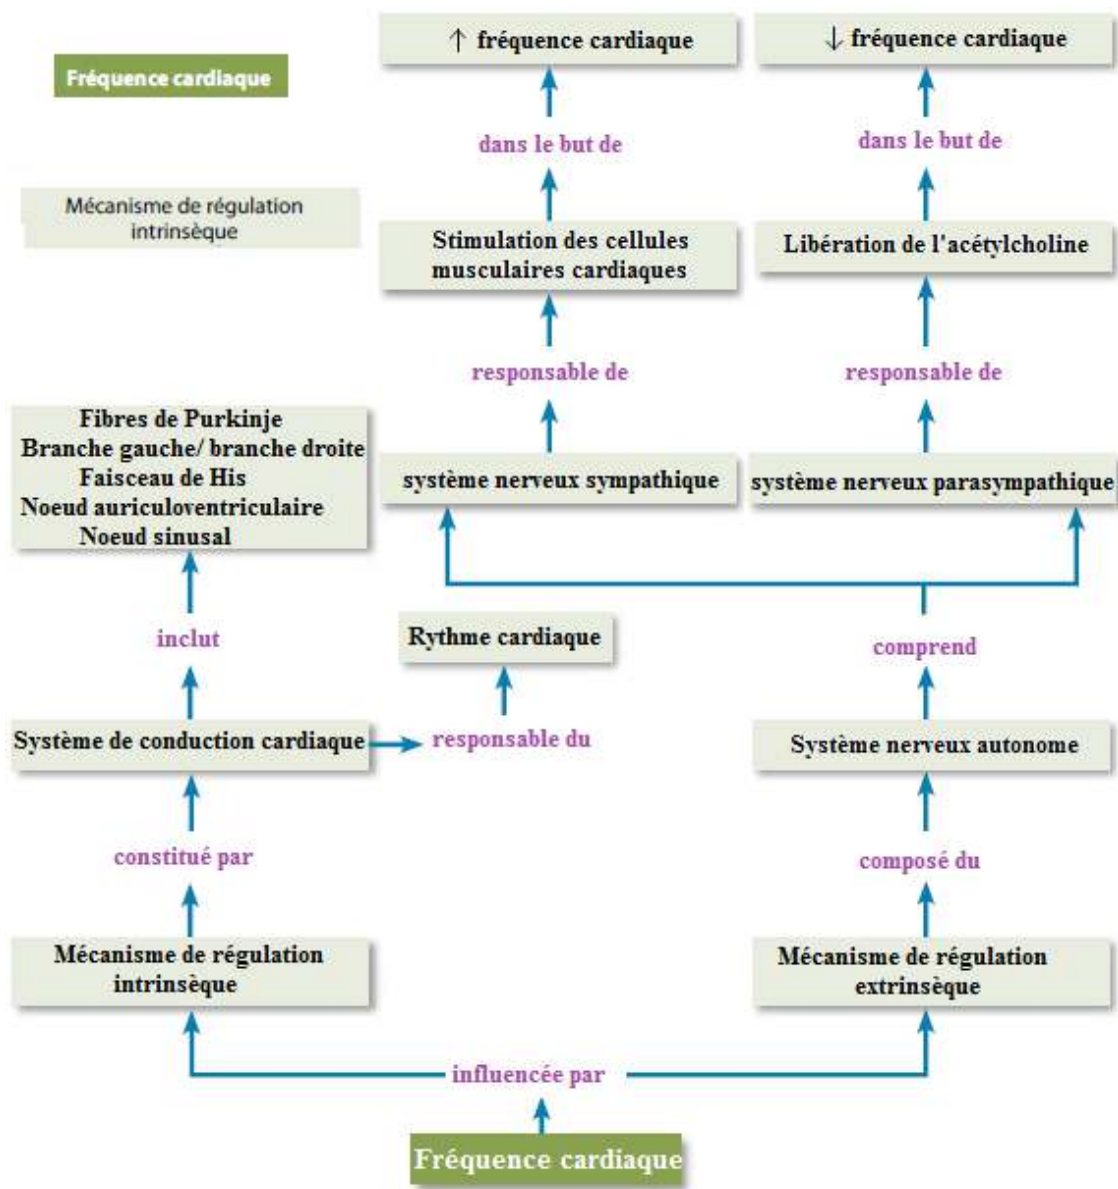 ↑ fréquence cardiaque
↓ fréquence cardiaque
Fréquence cardiaque
dans le but de
dans le but de
Mécanisme de régulation
intrinsèque
Stimulation des cellules
musculaires cardiaques
Libération de l'acétylcholine
responsable de
responsable de
Fibres de Purkinje
Branche gauche/ branche droite
Faisceau de His
Noeud auriculoventriculaire
Noeud sinusal
système nerveux sympathique
système nerveux parasympathique
inclut
Rythme cardiaque
comprend
Système de conduction cardiaque
responsable du
Système nerveux autonome
constitué par
composé du
Mécanisme de régulation
intrinsèque
Mécanisme de régulation
extrinsèque
influencée par
Fréquence cardiaque